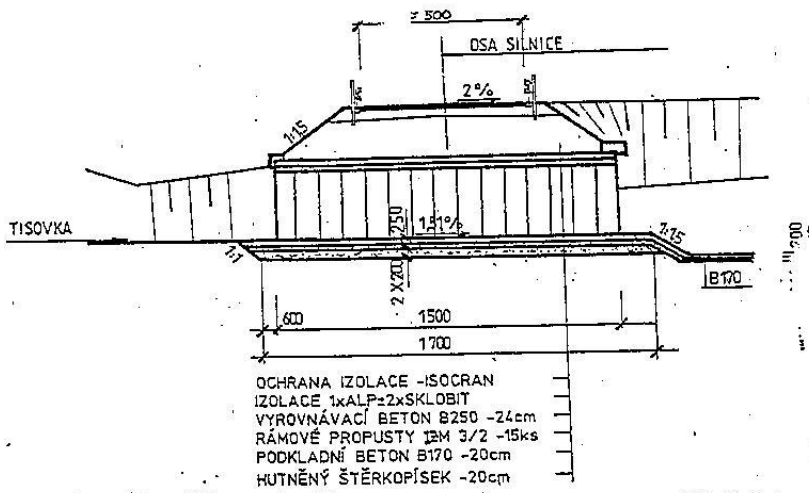 ± 500
OSA SILNICE
2%
1:1,5
TISOVKA
1,51%
250
2 X 200
1:1
1:1,5
B170
600
1500
1700
OCHRANA IZOLACE -ISOCRAN
IZOLACE 1xALP±2xSKLOBIT
VYROVNÁVACÍ BETON B250 -24cm
RÁMOVÉ PROPUSTY IZM 3/2 -15ks
PODKLADNÍ BETON B170 -20cm
HUTNĚNÝ ŠTĚRKOPÍSEK -20cm